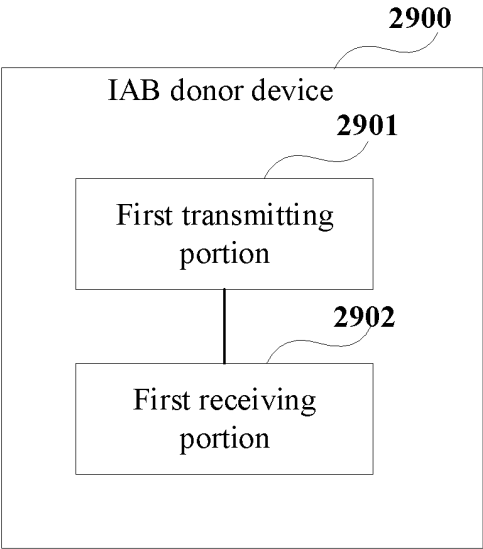 2900
IAB donor device
2901
First transmitting
portion
2902
First receiving
portion